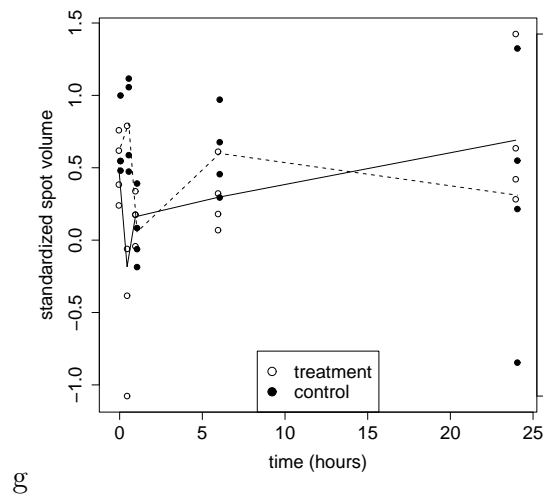 1.5
1.0
0.5
0.0
−0.5
−1.0
standardized spot volume
treatment
control
0 5 10 15 20 25
time (hours)
g